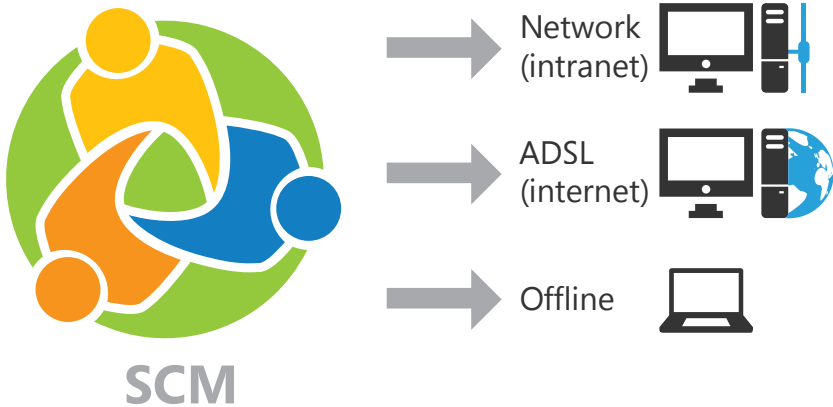 Network
(intranet)
ADSL
(internet)
Offline
SCM